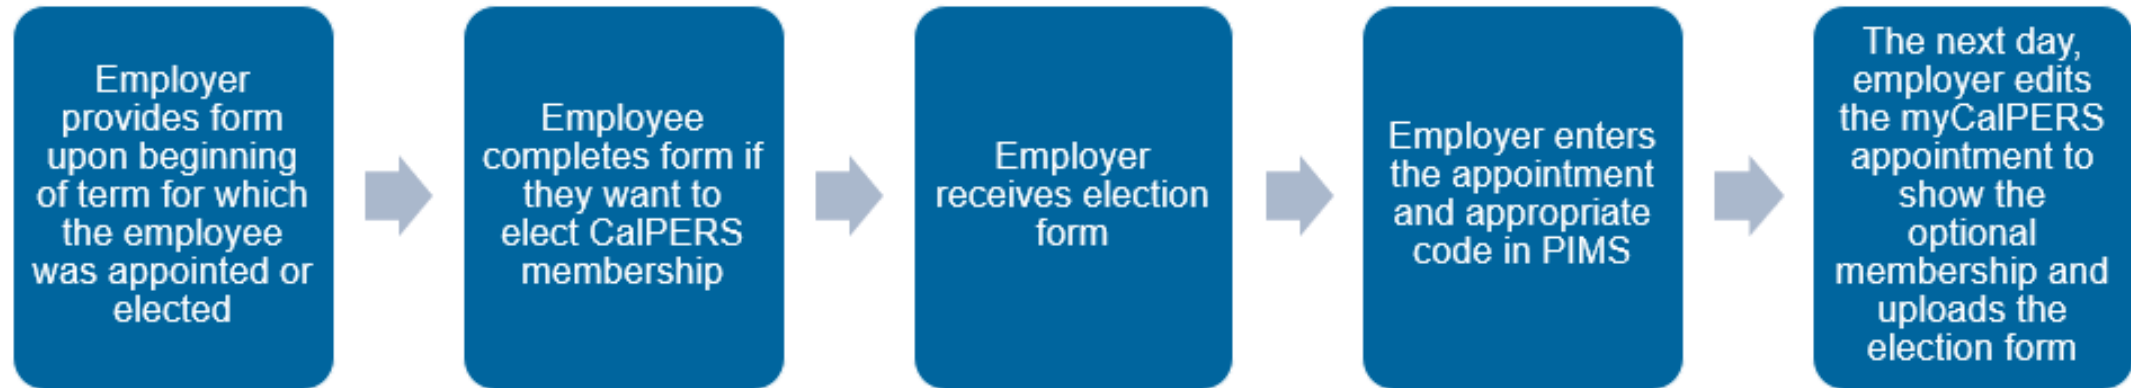 Employer
provides form
upon beginning
of term for which
the employee
was appointed or
elected
Employee
completes form if
they want to
elect CalPERS
membership
Employer
receives election
form
Employer enters
the appointment
and appropriate
code in PIMS
The next day,
employer edits
the myCalPERS
appointment to
show the
optional
membership and
uploads the
election form